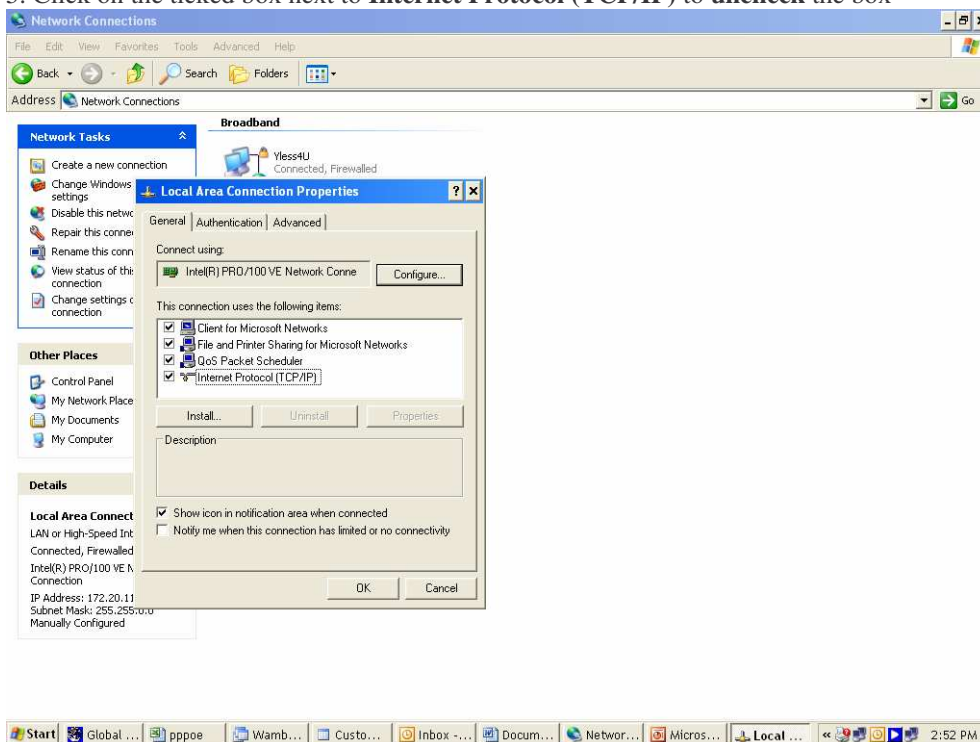 3. Click on the ticked box next to Internet Protocol (TCP/IP) to uncheck the box
Network Connections
File Edit View Favorites Tools Advanced Help
Back Search Folders
Address Network Connections Go
Broadband
Yless4U
Connected, Firewalled
Network Tasks
Create a new connection
Change Windows
settings
Disable this netwo
Repair this conne
Rename this conn
View status of this
connection
Change settings o
connection
Other Places
Control Panel
My Network Place
My Documents
My Computer
Details
Local Area Connect
LAN or High-Speed Int
Connected, Firewalled
Intel(R) PRO/100 VE N
Connection
IP Address: 172.20.11
Subnet Mask: 255.255.0.0
Manually Configured
Local Area Connection Properties
General Authentication Advanced
Connect using:
Intel(R) PRO/100 VE Network Conne Configure...
This connection uses the following items:
Client for Microsoft Networks
File and Printer Sharing for Microsoft Networks
QoS Packet Scheduler
Internet Protocol (TCP/IP)
Install... Uninstall Properties
Description
Show icon in notification area when connected
Notify me when this connection has limited or no connectivity
OK Cancel
Start Global ... pppoe Wamb... Custo... Inbox -... Docum... Networ... Micros... Local ... 2:52 PM